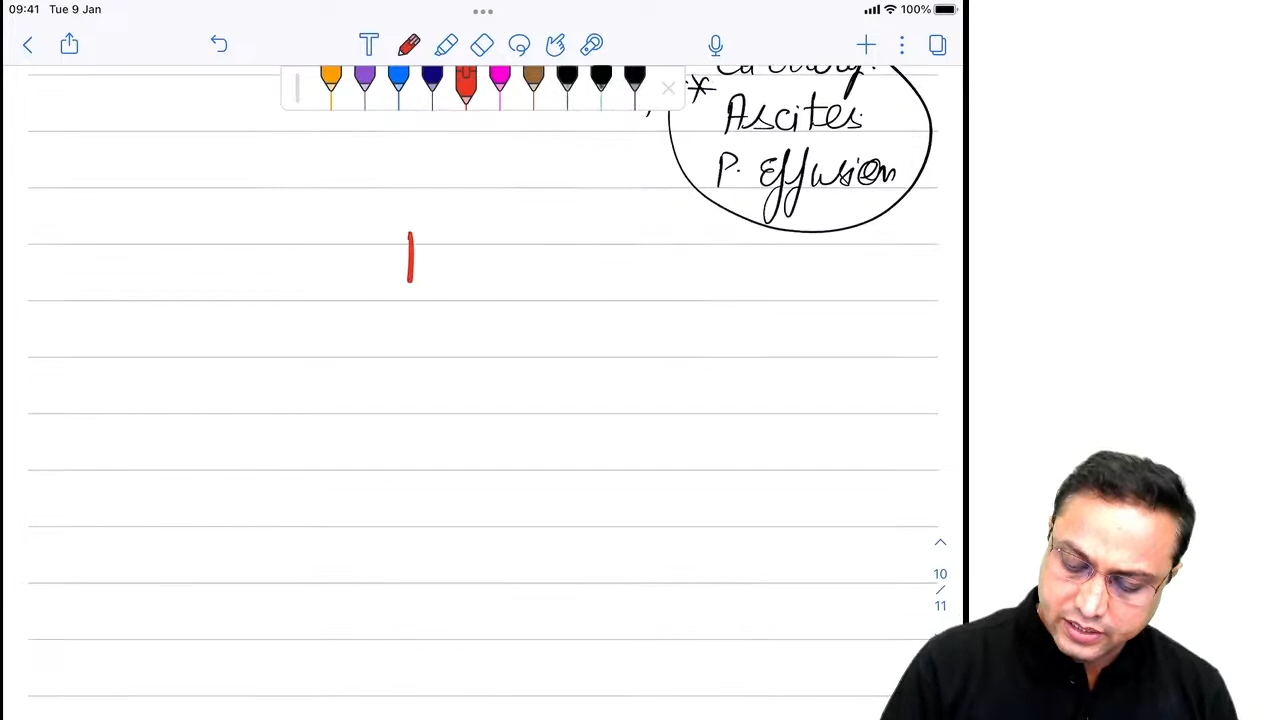 09:41 Tue 9 Jan
100%
T
*
Ascites
P. Effusion
10
/
11